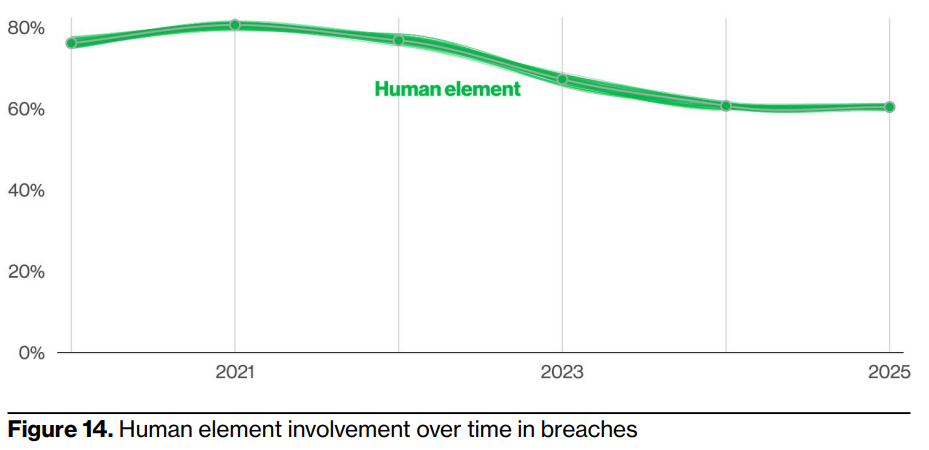 80%
Human element
60%
40%
20%
0%
2021 2023 2025
Figure 14. Human element involvement over time in breaches